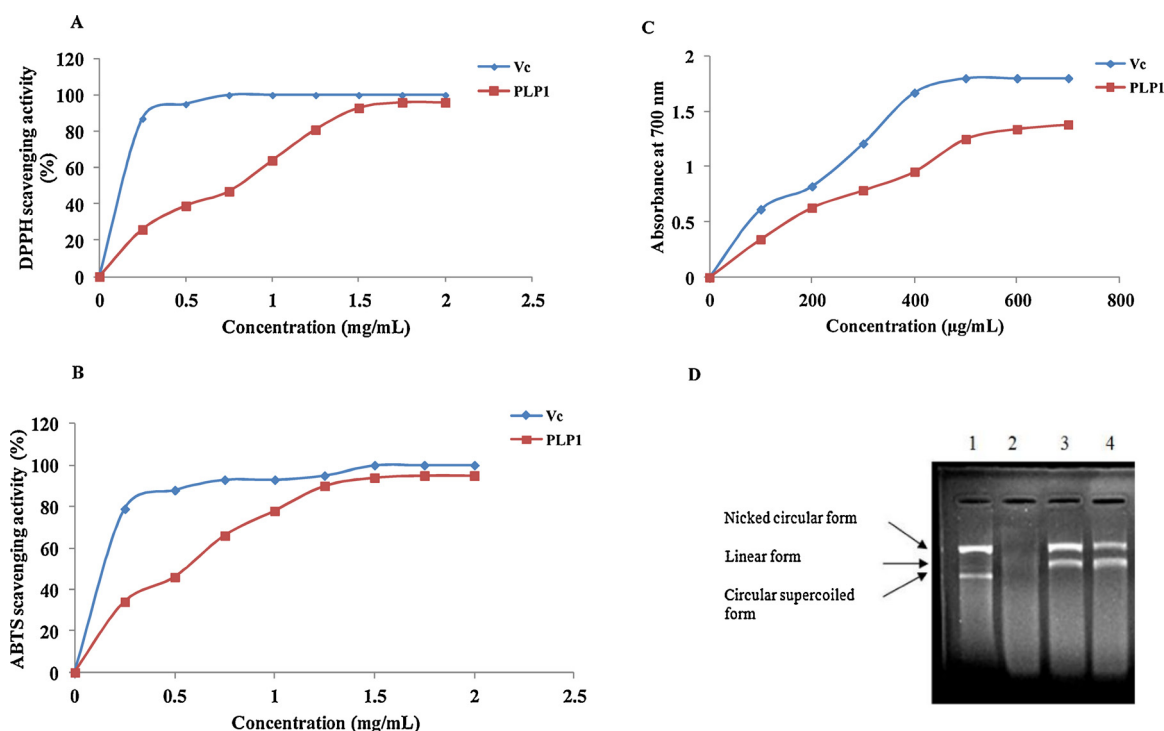 A
DPPH scavenging activity
(%)
120
100
80
60
40
20
0
0
0.5
1
1.5
2
2.5
Concentration (mg/mL)
Vc
PLP1
B
ABTS scavenging activity (%)
120
100
80
60
40
20
0
0
0.5
1
1.5
2
2.5
Concentration (mg/mL)
Vc
PLP1
C
Absorbance at 700 nm
2
1.5
1
0.5
0
0
200
400
600
800
Concentration (µg/mL)
Vc
PLP1
D
1 2 3 4
Nicked circular form
Linear form
Circular supercoiled
form